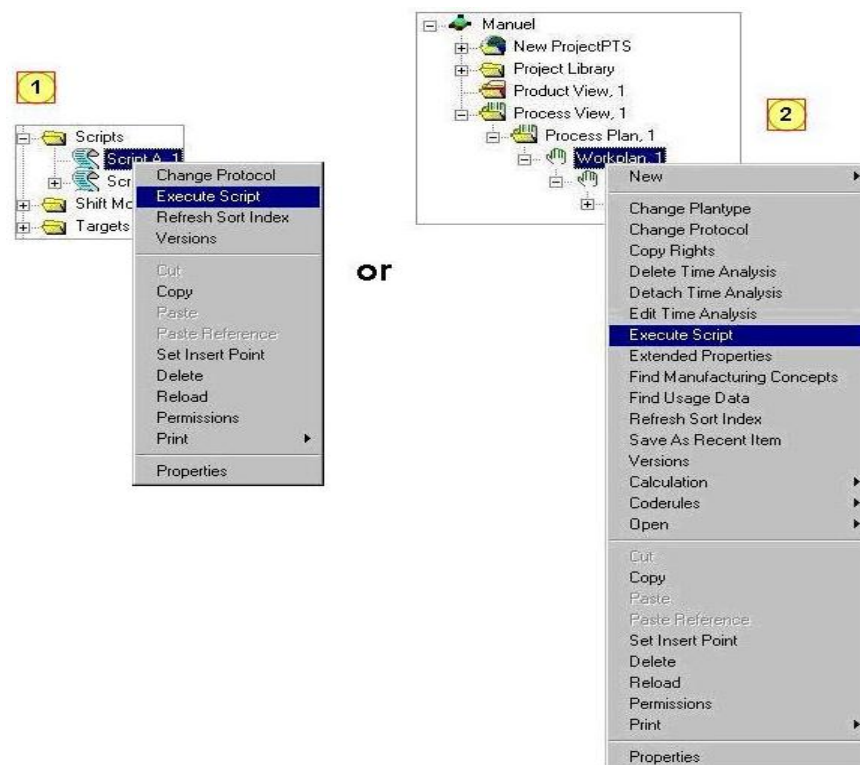 1
Scripts
Script A, 1
Scr
Shift Mo
Targets
Change Protocol
Execute Script
Refresh Sort Index
Versions
Cut
Copy
Paste
Paste Reference
Set Insert Point
Delete
Reload
Permissions
Print
Properties
or
Manuel
New ProjectPTS
Project Library
Product View, 1
Process View, 1
Process Plan, 1
Workplan, 1
2
New
Change Plantype
Change Protocol
Copy Rights
Delete Time Analysis
Detach Time Analysis
Edit Time Analysis
Execute Script
Extended Properties
Find Manufacturing Concepts
Find Usage Data
Refresh Sort Index
Save As Recent Item
Versions
Calculation
Coderules
Open
Cut
Copy
Paste
Paste Reference
Set Insert Point
Delete
Reload
Permissions
Print
Properties